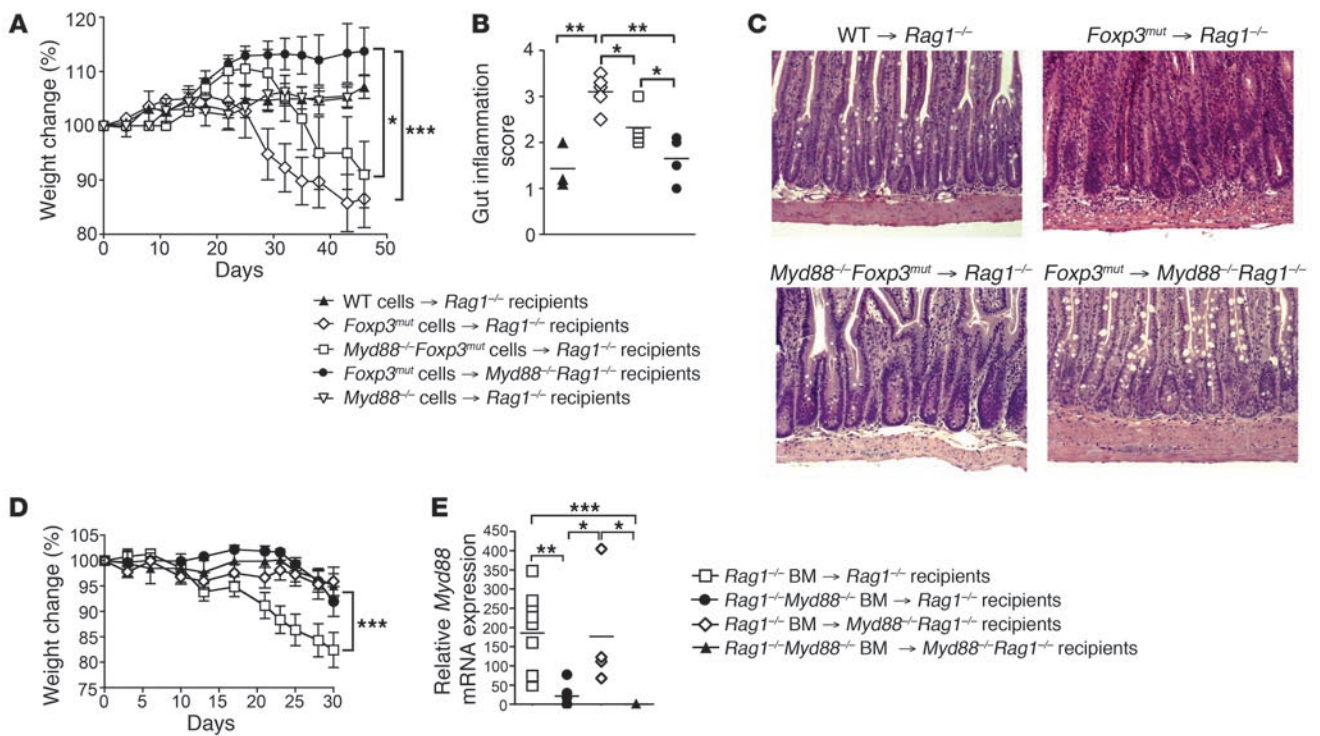 A
Weight change (%)
120
110
100
90
80
0
10
20
30
40
50
Days
*
***
B
Gut inflammation
score
4
3
2
1
0
**
**
*
*
WT cells → Rag1–/– recipients
Foxp3mut cells → Rag1–/– recipients
Myd88–/–Foxp3mut cells → Rag1–/– recipients
Foxp3mut cells → Myd88–/–Rag1–/– recipients
Myd88–/– cells → Rag1–/– recipients
C
WT → Rag1–/–
Foxp3mut → Rag1–/–
Myd88–/–Foxp3mut → Rag1–/–
Foxp3mut → Myd88–/–Rag1–/–
D
Weight change (%)
105
100
95
90
85
80
75
0
5
10
15
20
25
30
Days
***
E
Relative Myd88
mRNA expression
450
400
350
300
250
200
150
100
50
0
***
*
*
**
Rag1–/– BM → Rag1–/– recipients
Rag1–/–Myd88–/– BM → Rag1–/– recipients
Rag1–/– BM → Myd88–/–Rag1–/– recipients
Rag1–/–Myd88–/– BM → Myd88–/–Rag1–/– recipients